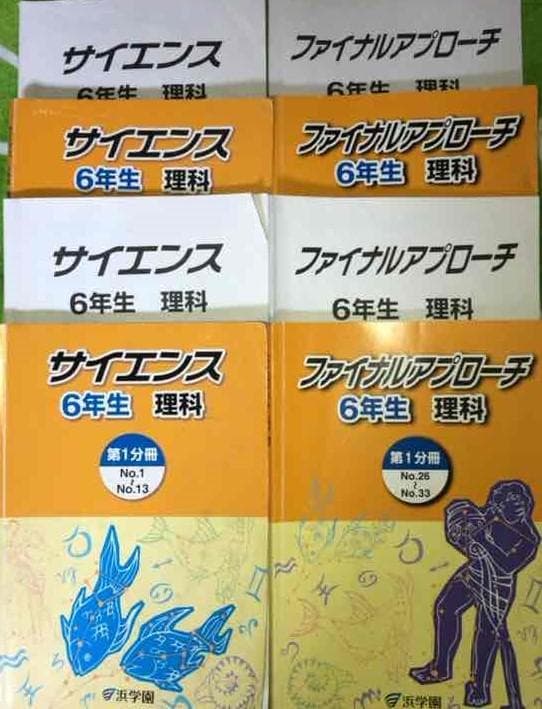 サイエンス
6年生 理科
ファイナルアプローチ
6年生 理科
サイエンス
6年生 理科
ファイナルアプローチ
6年生 理科
サイエンス
6年生 理科
ファイナルアプローチ
6年生 理科
サイエンス
6年生 理科
第1分冊
No.1
~
No.13
浜学園
ファイナルアプローチ
6年生 理科
第1分冊
No.26
~
No.33
浜学園